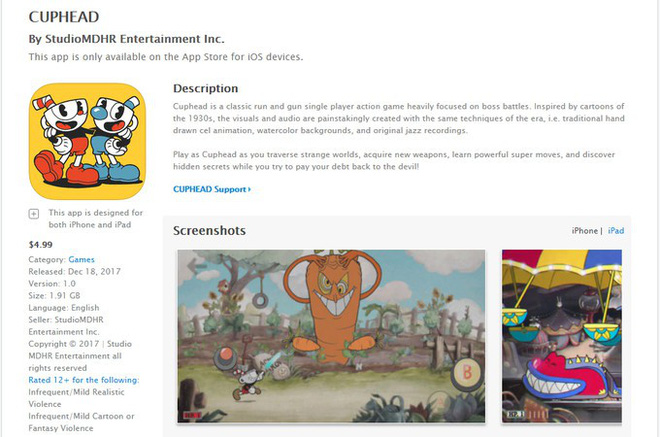 CUPHEAD
By StudioMDHR Entertainment Inc.
This app is only available on the App Store for iOS devices.
Description
Cuphead is a classic run and gun single player action game heavily focused on boss battles. Inspired by cartoons of
the 1930s, the visuals and audio are painstakingly created with the same techniques of the era, i.e. traditional hand
drawn cel animation, watercolor backgrounds, and original jazz recordings.
Play as Cuphead as you traverse strange worlds, acquire new weapons, learn powerful super moves, and discover
hidden secrets while you try to pay your debt back to the devil!
CUPHEAD Support
This app is designed for
both iPhone and iPad
$4.99
Category: Games
Released: Dec 18, 2017
Version: 1.0
Size: 1.91 GB
Language: English
Seller: StudioMDHR
Entertainment Inc.
Copyright © 2017 | Studio
MDHR Entertainment all
rights reserved
Rated 12+ for the following:
Infrequent/Mild Realistic
Violence
Infrequent/Mild Cartoon or
Fantasy Violence
Screenshots
iPhone | iPad
B